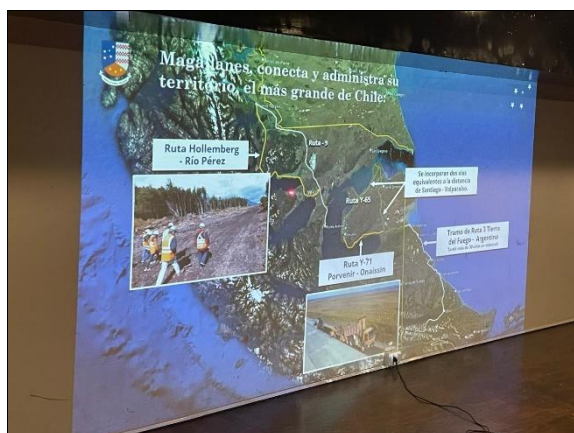 Magallanes, conecta y administra su
territorio, el más grande de Chile:
Ruta Hollemberg
- Río Pérez
Ruta - 9
Se incorporan dos vías
equivalentes a la distancia
de Santiago - Valparaíso.
Ruta Y-65
Tramo de Ruta 3 Tierra
del Fuego - Argentina
Ruta Y-71
Porvenir - Onaissin